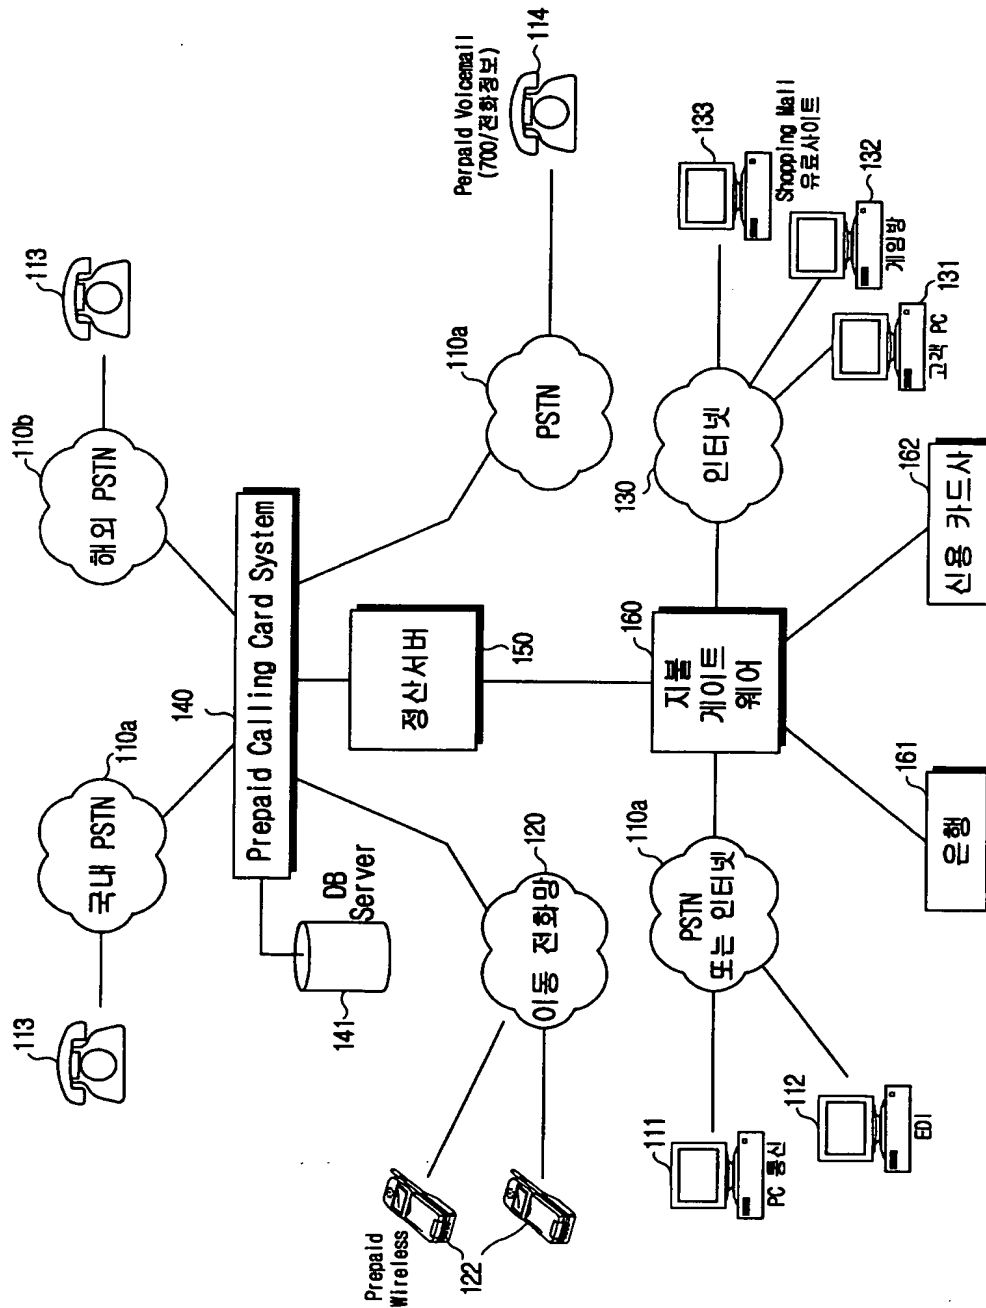 113
113
국내 PSTN
110a
해외 PSTN
110b
140
Prepaid Calling Card System
DB
Server
141
정산서버
150
Perpaid Voicemail
(700/전화정보)
114
PSTN
110a
이동 전화망
120
Prepaid
Wireless
122
지불
게이트
웨어
160
PSTN
또는 인터넷
110a
인터넷
130
111
PC 통신
112
EDI
133
Shopping Mall
유료사이트
132
게임방
131
고객 PC
은행
161
신용 카드사
162